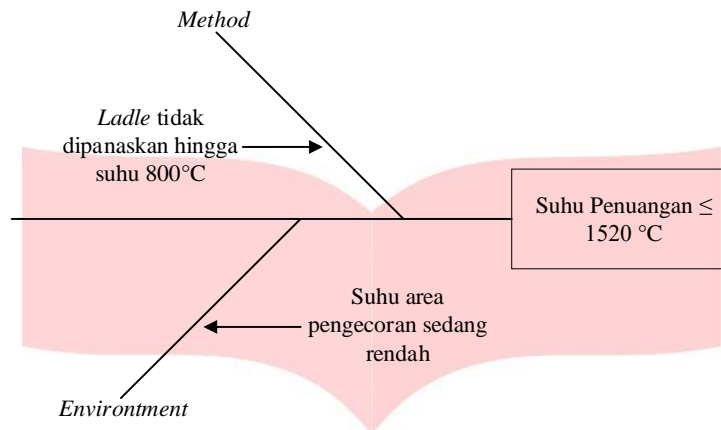 Method
Ladle tidak
dipanaskan hingga
suhu 800°C
Suhu Penuangan ≤
1520 °C
Suhu area
pengecoran sedang
rendah
Environtment